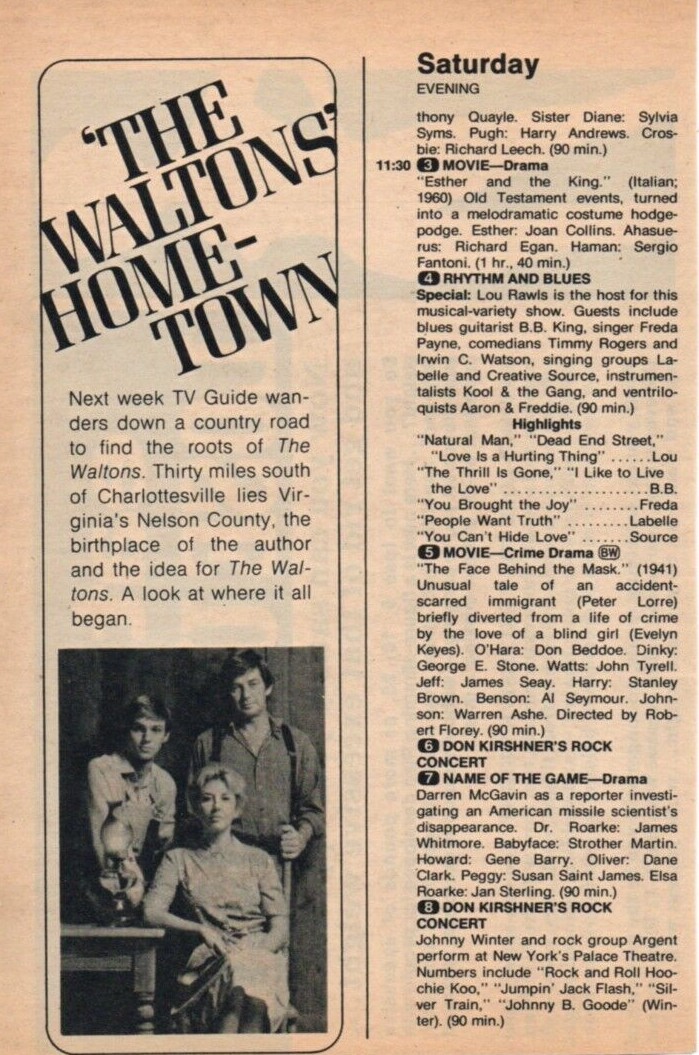 'THE
WALTONS'
HOME-
TOWN
Next week TV Guide wan-
ders down a country road
to find the roots of The
Waltons. Thirty miles south
of Charlottesville lies Vir-
ginia's Nelson County, the
birthplace of the author
and the idea for The Wal-
tons. A look at where it all
began.
Saturday
EVENING
thony Quayle. Sister Diane: Sylvia
Syms. Pugh: Harry Andrews. Cros-
bie: Richard Leech. (90 min.)
11:30 3 MOVIE—Drama
"Esther and the King." (Italian;
1960) Old Testament events, turned
into a melodramatic costume hodge-
podge. Esther: Joan Collins. Ahasue-
rus: Richard Egan. Haman: Sergio
Fantoni. (1 hr., 40 min.)
4 RHYTHM AND BLUES
Special: Lou Rawls is the host for this
musical-variety show. Guests include
blues guitarist B.B. King, singer Freda
Payne, comedians Timmy Rogers and
Irwin C. Watson, singing groups La-
belle and Creative Source, instrumen-
talists Kool & the Gang, and ventrilo-
quists Aaron & Freddie. (90 min.)
Highlights
"Natural Man," "Dead End Street,"
"Love Is a Hurting Thing" ......Lou
"The Thrill Is Gone," "I Like to Live
the Love" .....................B.B.
"You Brought the Joy" ........Freda
"People Want Truth" .........Labelle
"You Can't Hide Love" .......Source
5 MOVIE—Crime Drama BW
"The Face Behind the Mask." (1941)
Unusual tale of an accident-
scarred immigrant (Peter Lorre)
briefly diverted from a life of crime
by the love of a blind girl (Evelyn
Keyes). O'Hara: Don Beddoe. Dinky:
George E. Stone. Watts: John Tyrell.
Jeff: James Seay. Harry: Stanley
Brown. Benson: Al Seymour. John-
son: Warren Ashe. Directed by Rob-
ert Florey. (90 min.)
6 DON KIRSHNER'S ROCK
CONCERT
7 NAME OF THE GAME—Drama
Darren McGavin as a reporter investi-
gating an American missile scientist's
disappearance. Dr. Roarke: James
Whitmore. Babyface: Strother Martin.
Howard: Gene Barry. Oliver: Dane
Clark. Peggy: Susan Saint James. Elsa
Roarke: Jan Sterling. (90 min.)
8 DON KIRSHNER'S ROCK
CONCERT
Johnny Winter and rock group Argent
perform at New York's Palace Theatre.
Numbers include "Rock and Roll Hoo-
chie Koo," "Jumpin' Jack Flash," "Sil-
ver Train," "Johnny B. Goode" (Win-
ter). (90 min.)